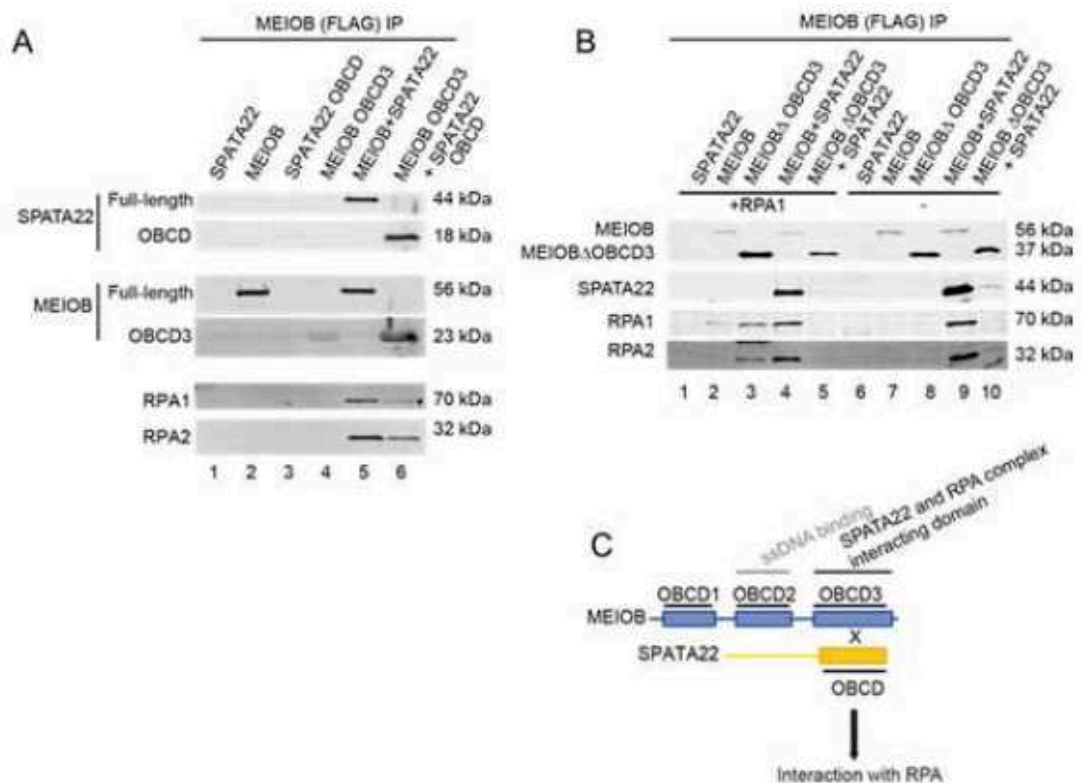 A
MEIOB (FLAG) IP
SPATA22
MEIOB
SPATA22 OBCD
MEIOB OBCD3
MEIOB+SPATA22
MEIOB OBCD3
+ SPATA22
OBCD
SPATA22
Full-length
44 kDa
OBCD
18 kDa
MEIOB
Full-length
56 kDa
OBCD3
23 kDa
RPA1
70 kDa
RPA2
32 kDa
1 2 3 4 5 6
B
MEIOB (FLAG) IP
SPATA22
MEIOB
MEIOBΔ OBCD3
MEIOB+SPATA22
MEIOB ΔOBCD3
+ SPATA22
SPATA22
MEIOB
MEIOBΔ OBCD3
MEIOB+SPATA22
MEIOB ΔOBCD3
+ SPATA22
+RPA1
-
MEIOB
56 kDa
MEIOBΔOBCD3
37 kDa
SPATA22
44 kDa
RPA1
70 kDa
RPA2
32 kDa
1 2 3 4 5 6 7 8 9 10
C
ssDNA binding
SPATA22 and RPA complex
interacting domain
OBCD1 OBCD2 OBCD3
MEIOB
X
SPATA22
OBCD
Interaction with RPA